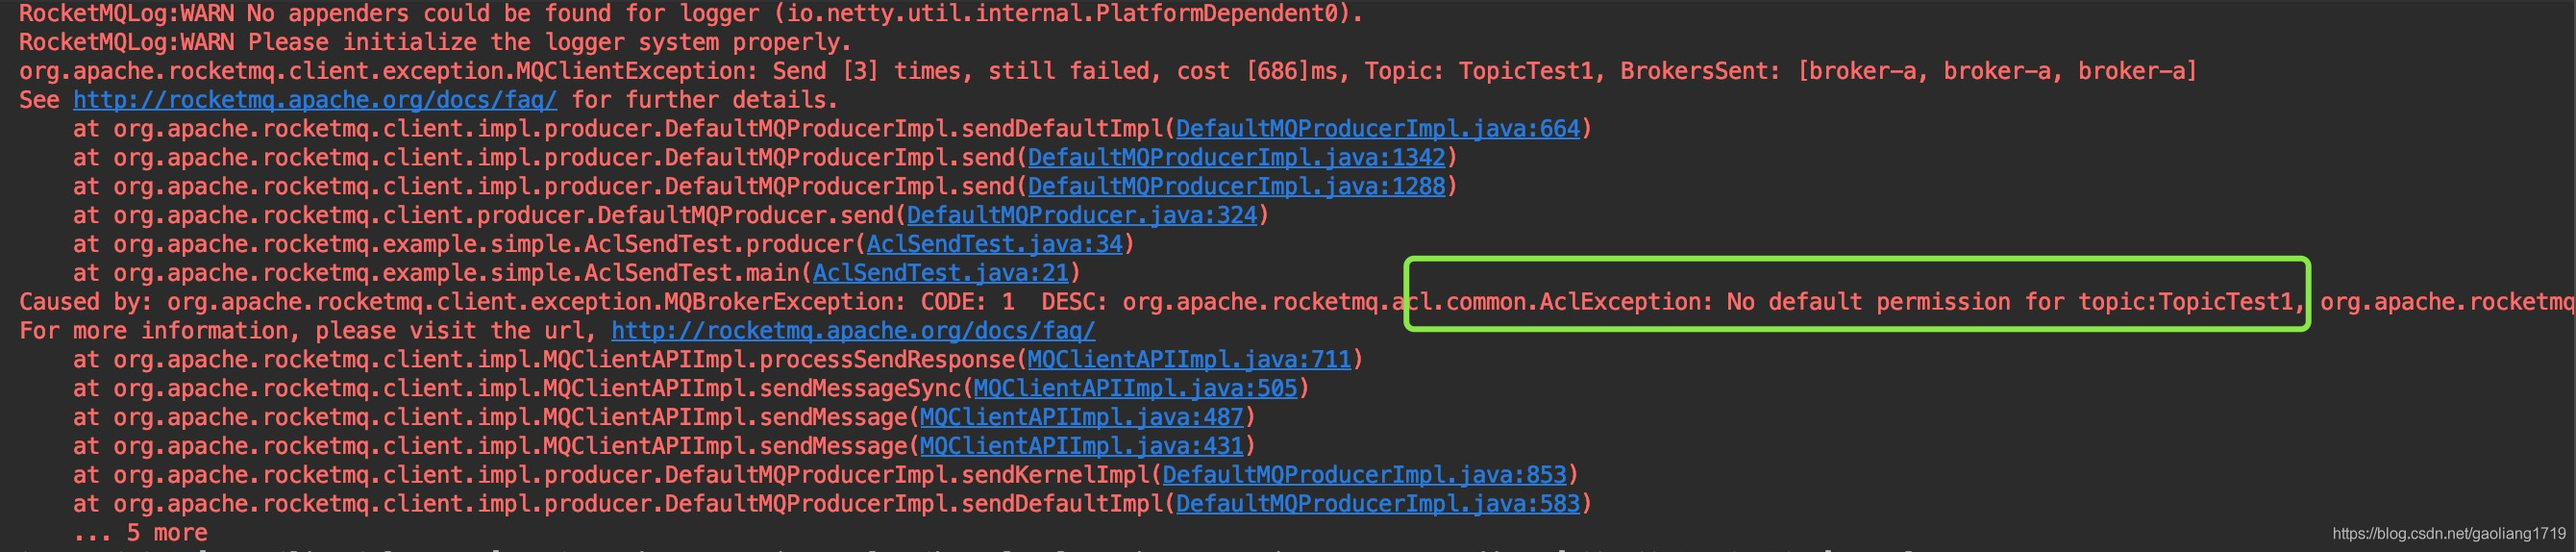 RocketMQLog:WARN No appenders could be found for logger (io.netty.util.internal.PlatformDependent0).
RocketMQLog:WARN Please initialize the logger system properly.
org.apache.rocketmq.client.exception.MQClientException: Send [3] times, still failed, cost [686]ms, Topic: TopicTest1, BrokersSent: [broker-a, broker-a, broker-a]
See http://rocketmq.apache.org/docs/faq/ for further details.
at org.apache.rocketmq.client.impl.producer.DefaultMQProducerImpl.sendDefaultImpl(DefaultMQProducerImpl.java:664)
at org.apache.rocketmq.client.impl.producer.DefaultMQProducerImpl.send(DefaultMQProducerImpl.java:1342)
at org.apache.rocketmq.client.impl.producer.DefaultMQProducerImpl.send(DefaultMQProducerImpl.java:1288)
at org.apache.rocketmq.client.producer.DefaultMQProducer.send(DefaultMQProducer.java:324)
at org.apache.rocketmq.example.simple.AclSendTest.producer(AclSendTest.java:34)
at org.apache.rocketmq.example.simple.AclSendTest.main(AclSendTest.java:21)
Caused by: org.apache.rocketmq.client.exception.MQBrokerException: CODE: 1  DESC: org.apache.rocketmq.acl.common.AclException: No default permission for topic:TopicTest1, org.apache.rocketmq
For more information, please visit the url, http://rocketmq.apache.org/docs/faq/
at org.apache.rocketmq.client.impl.MQClientAPIImpl.processSendResponse(MQClientAPIImpl.java:711)
at org.apache.rocketmq.client.impl.MQClientAPIImpl.sendMessageSync(MQClientAPIImpl.java:505)
at org.apache.rocketmq.client.impl.MQClientAPIImpl.sendMessage(MQClientAPIImpl.java:487)
at org.apache.rocketmq.client.impl.MQClientAPIImpl.sendMessage(MQClientAPIImpl.java:431)
at org.apache.rocketmq.client.impl.producer.DefaultMQProducerImpl.sendKernelImpl(DefaultMQProducerImpl.java:853)
at org.apache.rocketmq.client.impl.producer.DefaultMQProducerImpl.sendDefaultImpl(DefaultMQProducerImpl.java:583)
... 5 more
https://blog.csdn.net/gaoliang1719